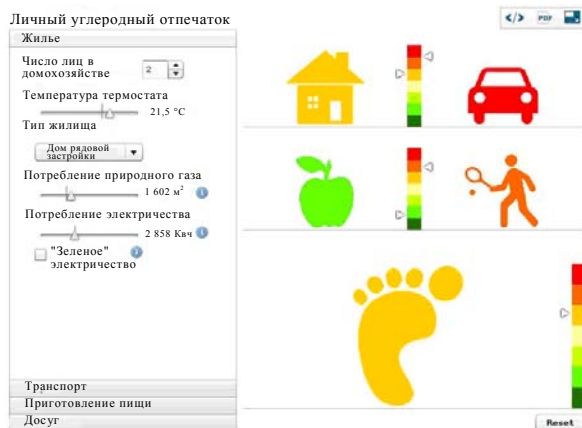 Личный углеродный отпечаток
Жилье
Число лиц в
домохозяйстве
2
Температура термостата
21,5 °C
Тип жилища
Дом рядовой
застройки
Потребление природного газа
1 602 м²
Потребление электричества
2 858 Квч
"Зеленое"
электричество
Транспорт
Приготовление пищи
Досуг
</>
PDF
Reset